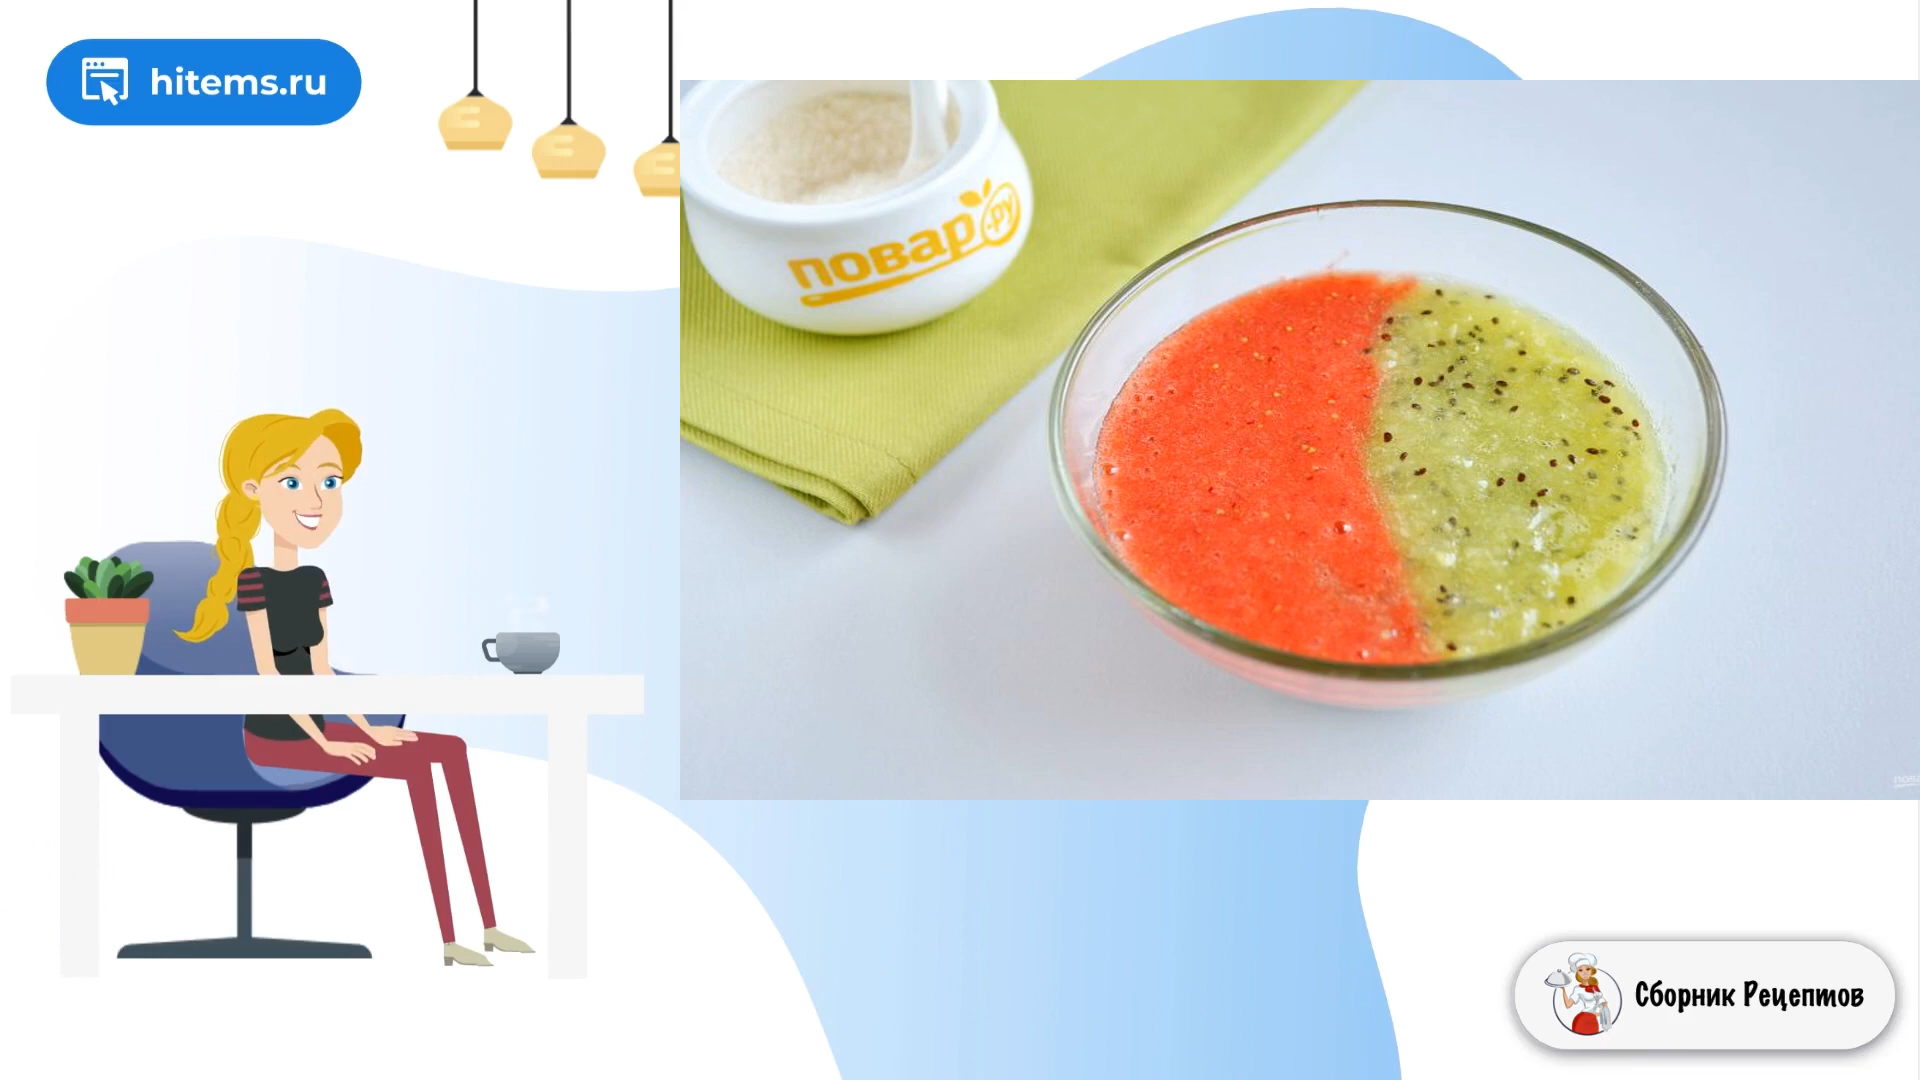 hitems.ru
повар.ру
Сборник Рецептов